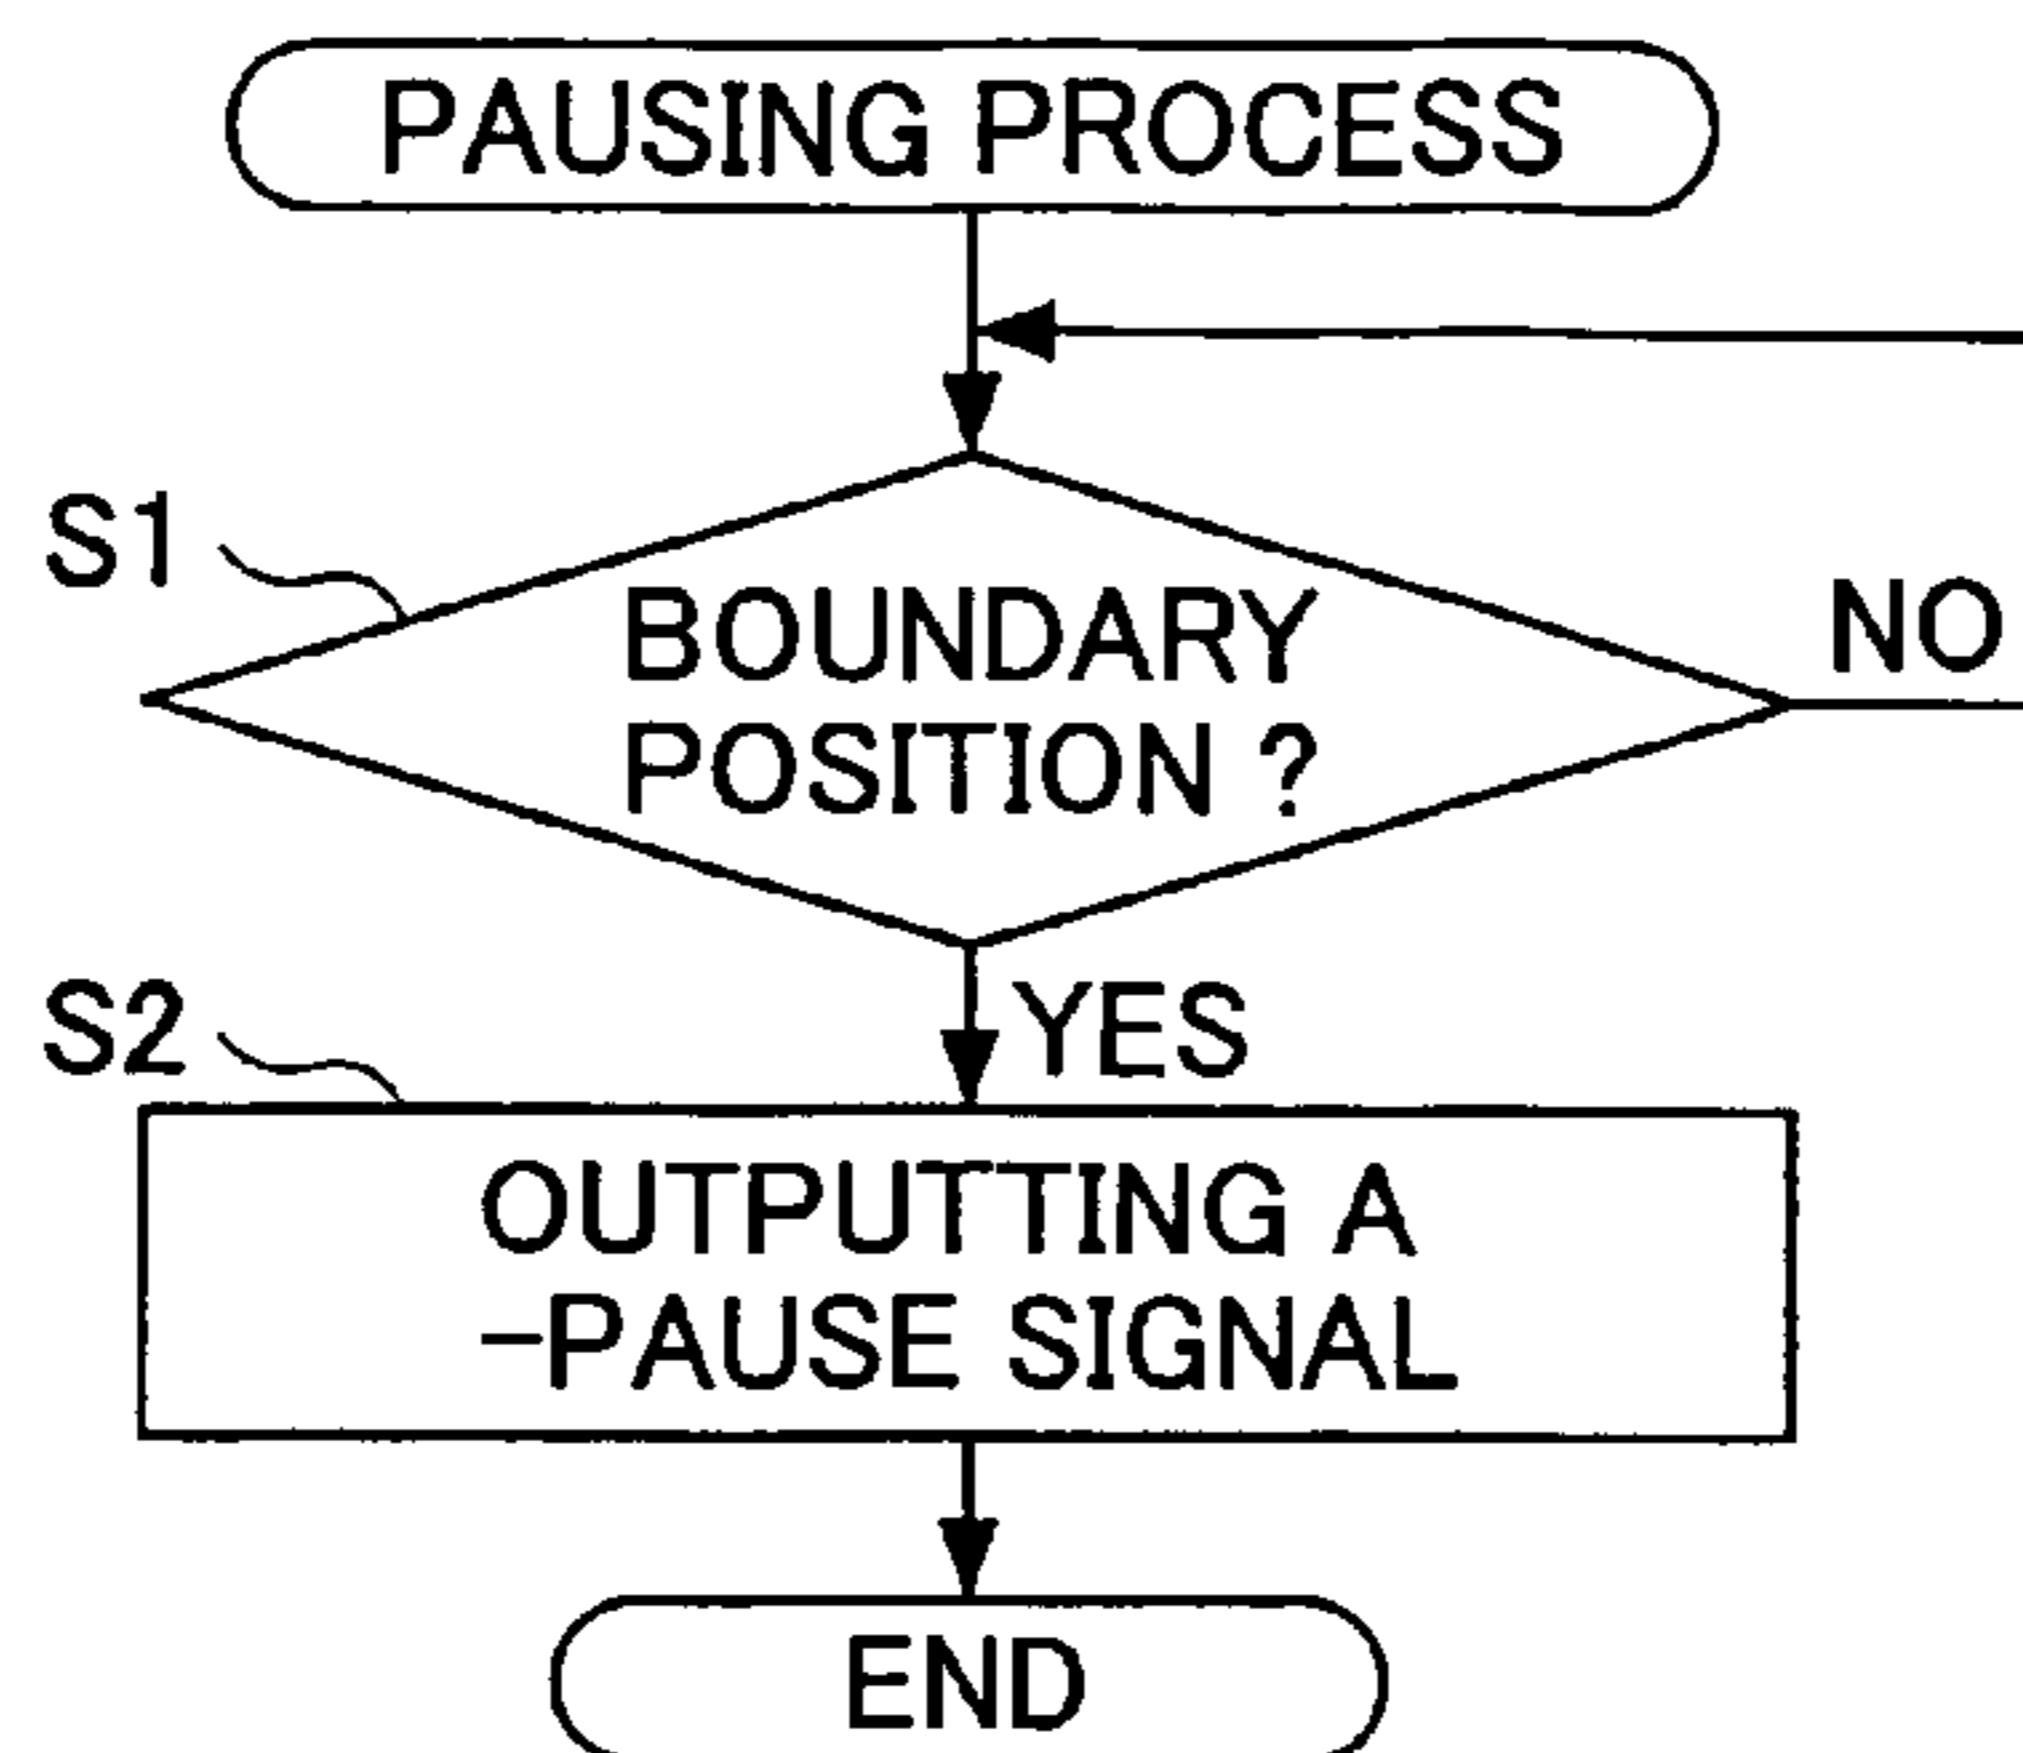 PAUSING PROCESS
S1
BOUNDARY
POSITION ?
NO
S2
YES
OUTPUTTING A
-PAUSE SIGNAL
END